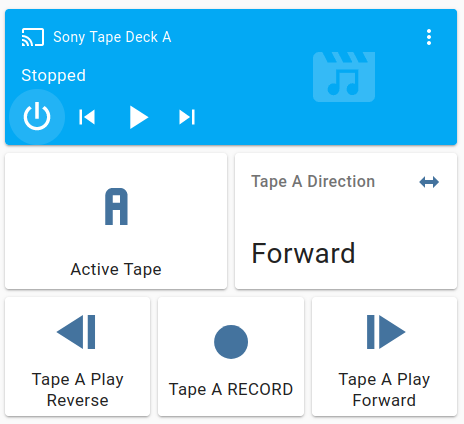 Sony Tape Deck A
Stopped
A
Active Tape
Tape A Direction
Forward
Tape A Play
Reverse
Tape A RECORD
Tape A Play
Forward